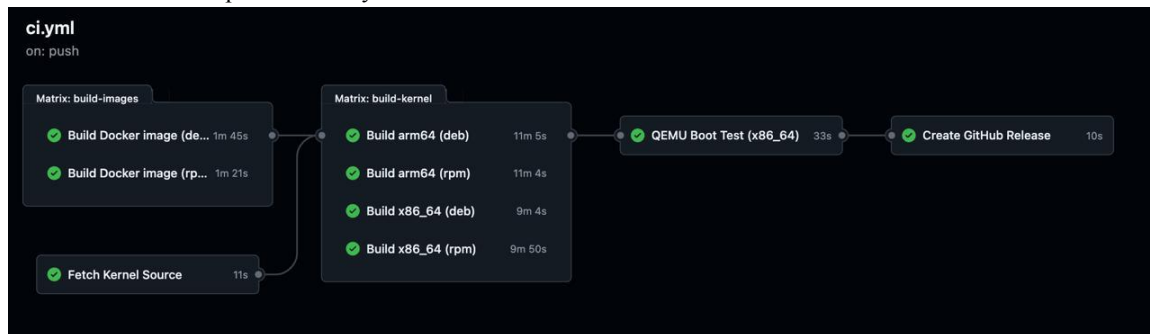 ci.yml
on: push
Matrix: build-images
Build Docker image (de... 1m 45s
Build Docker image (rp... 1m 21s
Fetch Kernel Source 11s
Matrix: build-kernel
Build arm64 (deb) 11m 5s
Build arm64 (rpm) 11m 4s
Build x86_64 (deb) 9m 4s
Build x86_64 (rpm) 9m 50s
QEMU Boot Test (x86_64) 33s
Create GitHub Release 10s